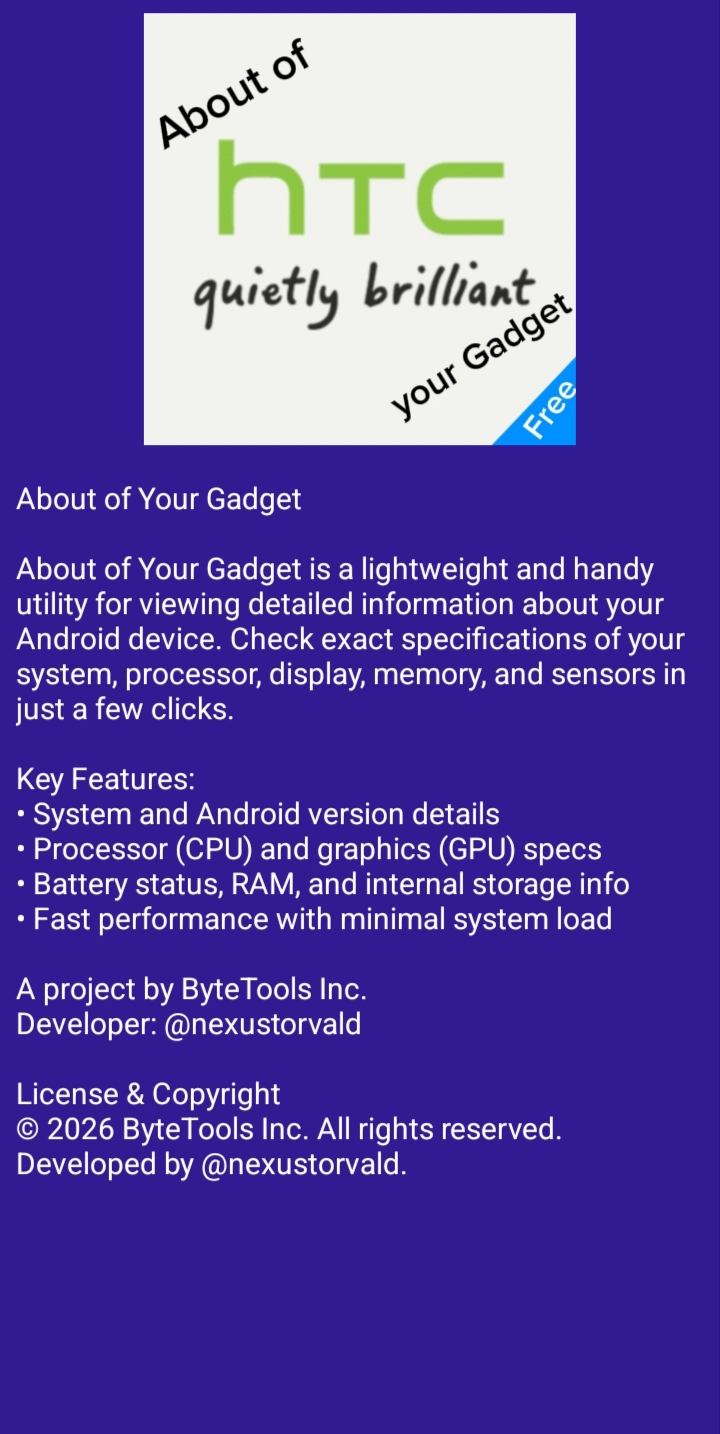 About of
hTC
quietly brilliant
your Gadget
Free
About of Your Gadget
About of Your Gadget is a lightweight and handy
utility for viewing detailed information about your
Android device. Check exact specifications of your
system, processor, display, memory, and sensors in
just a few clicks.
Key Features:
• System and Android version details
• Processor (CPU) and graphics (GPU) specs
• Battery status, RAM, and internal storage info
• Fast performance with minimal system load
A project by ByteTools Inc.
Developer: @nexustorvald
License & Copyright
© 2026 ByteTools Inc. All rights reserved.
Developed by @nexustorvald.